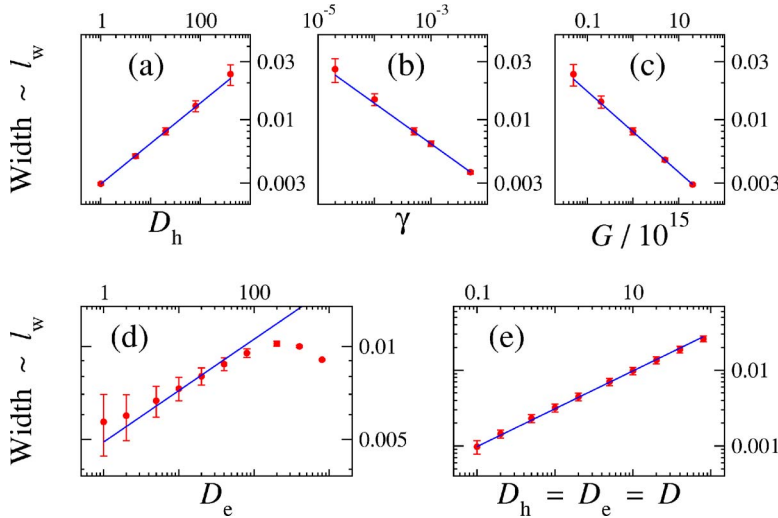 1 100
10⁻⁵ 10⁻³
0.1 10
Width ~ l_w
(a)
0.03
0.01
0.003
D_h
(b)
0.03
0.01
0.003
γ
(c)
0.03
0.01
0.003
G / 10¹⁵
1 100
0.1 10
Width ~ l_w
(d)
0.01
0.005
D_e
(e)
0.01
0.001
D_h = D_e = D